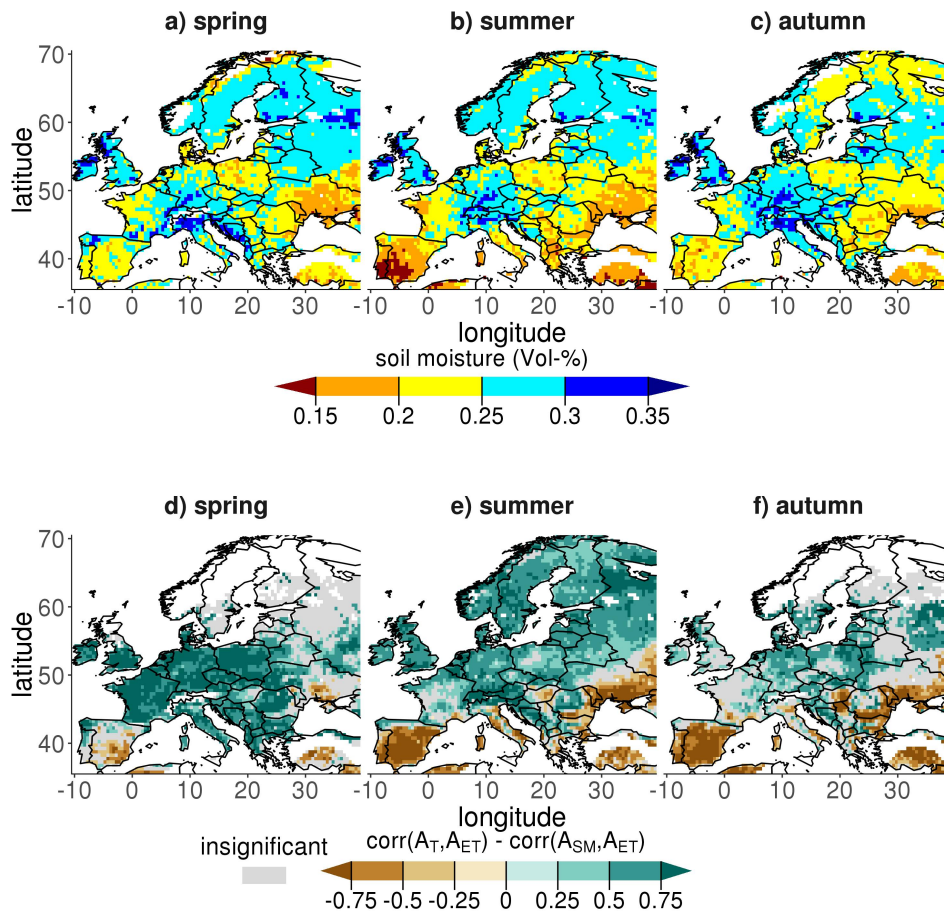 a) spring b) summer c) autumn
70
60
50
40
latitude
-10 0 10 20 30 -10 0 10 20 30 -10 0 10 20 30
longitude
soil moisture (Vol-%)
0.15 0.2 0.25 0.3 0.35
d) spring e) summer f) autumn
70
60
50
40
latitude
-10 0 10 20 30 -10 0 10 20 30 -10 0 10 20 30
longitude
insignificant corr(A_T,A_ET) - corr(A_SM,A_ET)
-0.75 -0.5 -0.25 0 0.25 0.5 0.75